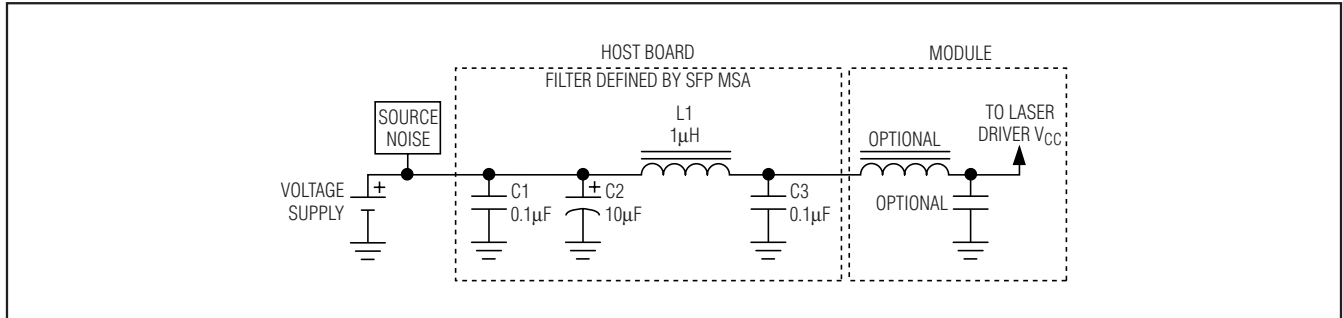 HOST BOARD
MODULE
FILTER DEFINED BY SFP MSA
SOURCE
NOISE
L1
1μH
OPTIONAL
TO LASER
DRIVER VCC
VOLTAGE
SUPPLY
+
C1
0.1μF
+
C2
10μF
C3
0.1μF
OPTIONAL